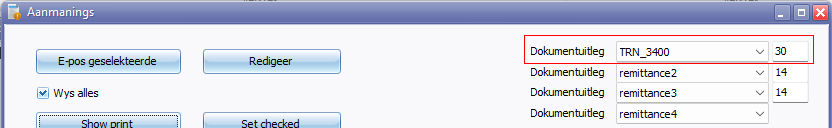 Aanmanings
E-pos geselekteerde
Redigeer
Dokumentuitleg TRN_3400 30
Dokumentuitleg remittance2 14
Wys alles
Dokumentuitleg remittance3 14
Show print
Set checked
Dokumentuitleg remittance4